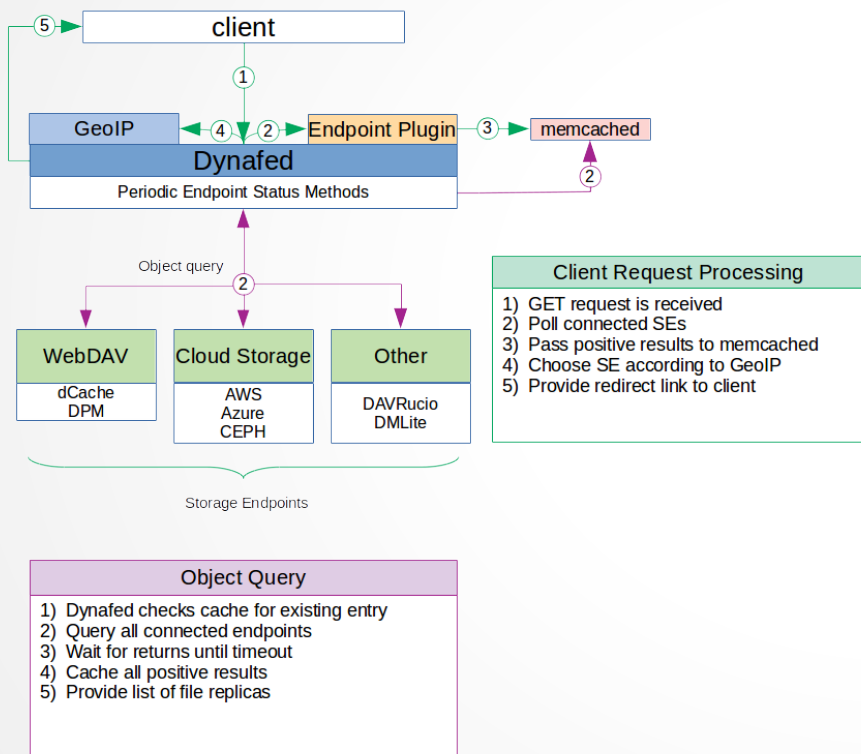 5
client
1
GeoIP
4
2
Endpoint Plugin
3
memcached
Dynafed
Periodic Endpoint Status Methods
2
Object query
2
WebDAV
dCache
DPM
Cloud Storage
AWS
Azure
CEPH
Other
DAVRucio
DMLite
Storage Endpoints
Client Request Processing
1) GET request is received
2) Poll connected SEs
3) Pass positive results to memcached
4) Choose SE according to GeoIP
5) Provide redirect link to client
Object Query
1) Dynafed checks cache for existing entry
2) Query all connected endpoints
3) Wait for returns until timeout
4) Cache all positive results
5) Provide list of file replicas